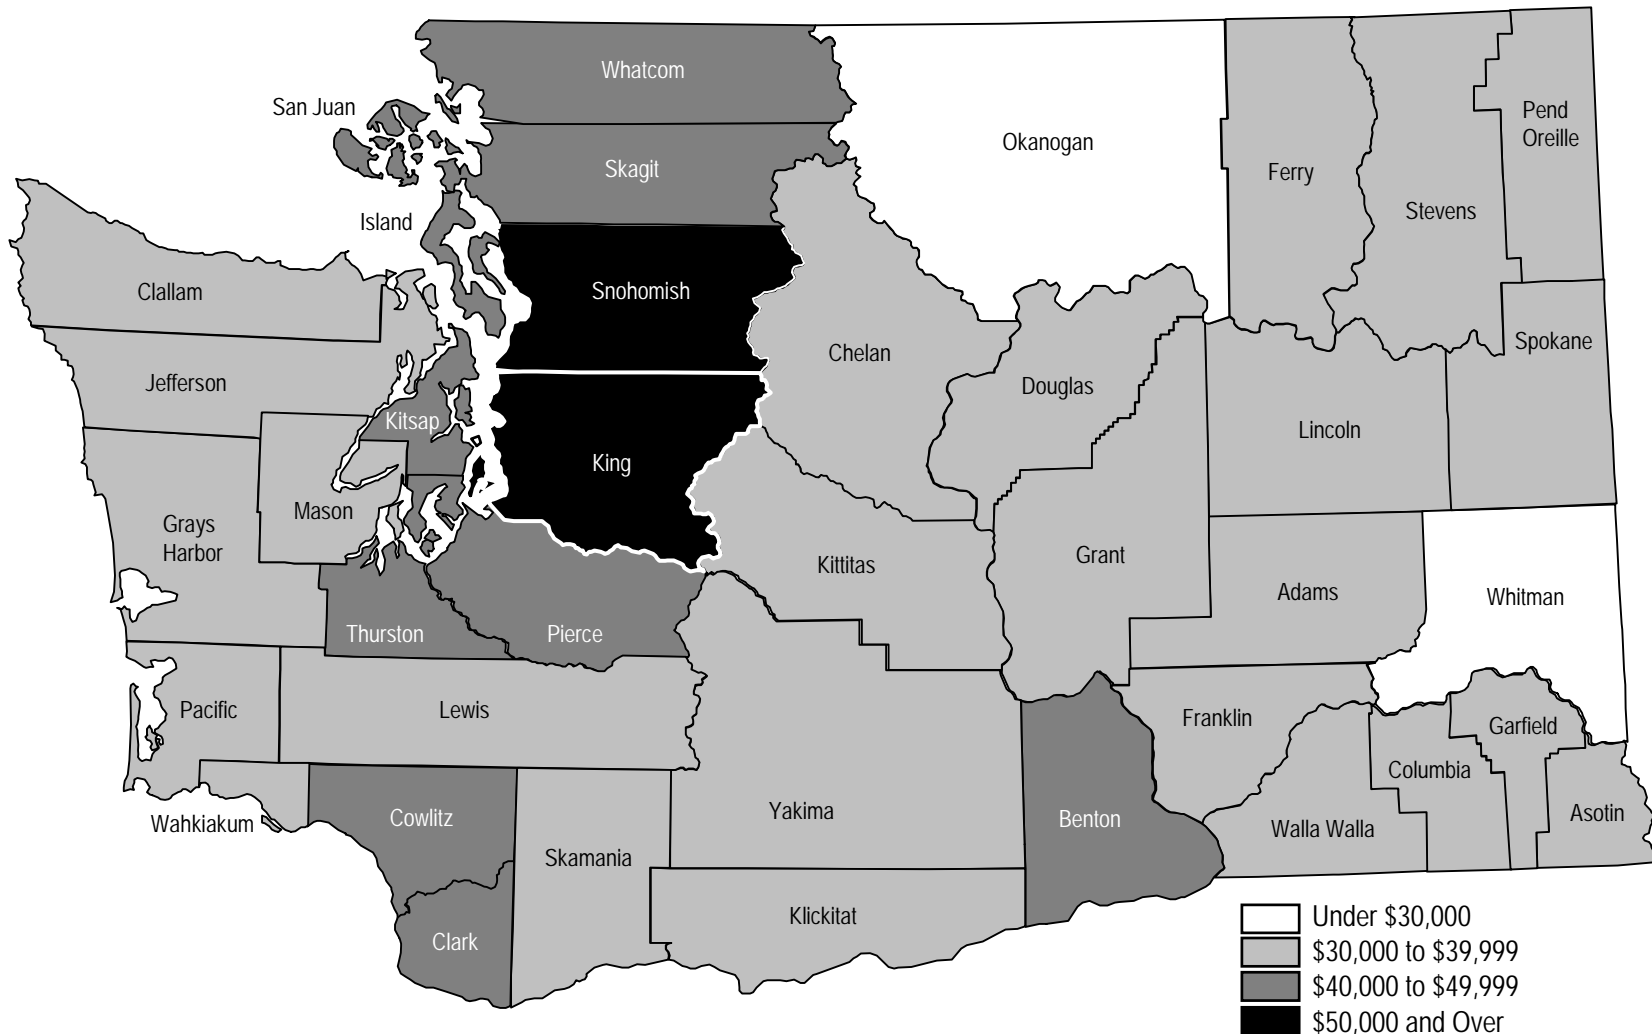 Whatcom
San Juan
Skagit
Okanogan
Ferry
Stevens
Pend
Oreille
Island
Clallam
Snohomish
Chelan
Douglas
Spokane
Jefferson
Kitsap
King
Lincoln
Mason
Grays
Harbor
Kittitas
Grant
Adams
Whitman
Thurston
Pierce
Pacific
Lewis
Franklin
Garfield
Columbia
Wahkiakum
Cowlitz
Yakima
Benton
Walla Walla
Asotin
Skamania
Klickitat
Clark
Under $30,000
$30,000 to $39,999
$40,000 to $49,999
$50,000 and Over